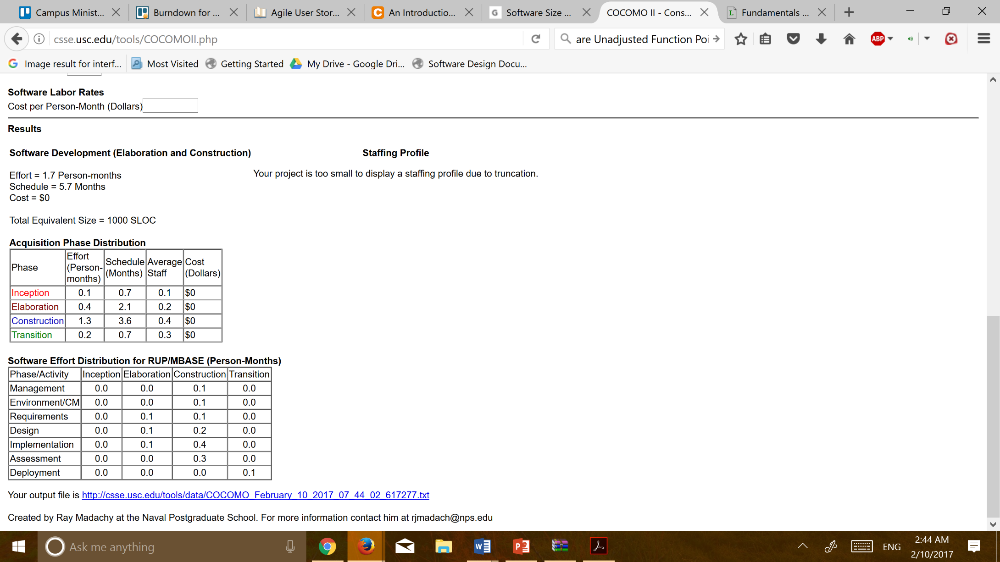 Campus Minist...
Burndown for ...
Agile User Stor...
An Introductio...
Software Size ...
COCOMO II - Cons...
Fundamentals ...
csse.usc.edu/tools/COCOMOII.php
are Unadjusted Function Poi
ABP
Image result for interf...
Most Visited
Getting Started
My Drive - Google Dri...
Software Design Docu...
Software Labor Rates
Cost per Person-Month (Dollars)
Results
Software Development (Elaboration and Construction)
Staffing Profile
Effort = 1.7 Person-months
Schedule = 5.7 Months
Cost = $0
Your project is too small to display a staffing profile due to truncation.
Total Equivalent Size = 1000 SLOC
Acquisition Phase Distribution
Phase Effort (Person-months) Schedule (Months) Average Staff Cost (Dollars)
Inception 0.1 0.7 0.1 $0
Elaboration 0.4 2.1 0.2 $0
Construction 1.3 3.6 0.4 $0
Transition 0.2 0.7 0.3 $0
Software Effort Distribution for RUP/MBASE (Person-Months)
Phase/Activity Inception Elaboration Construction Transition
Management 0.0 0.0 0.1 0.0
Environment/CM 0.0 0.0 0.1 0.0
Requirements 0.0 0.1 0.1 0.0
Design 0.0 0.1 0.2 0.0
Implementation 0.0 0.1 0.4 0.0
Assessment 0.0 0.0 0.3 0.0
Deployment 0.0 0.0 0.0 0.1
Your output file is http://csse.usc.edu/tools/data/COCOMO_February_10_2017_07_44_02_617277.txt
Created by Ray Madachy at the Naval Postgraduate School. For more information contact him at rjmadach@nps.edu
Ask me anything
ENG
2:44 AM
2/10/2017